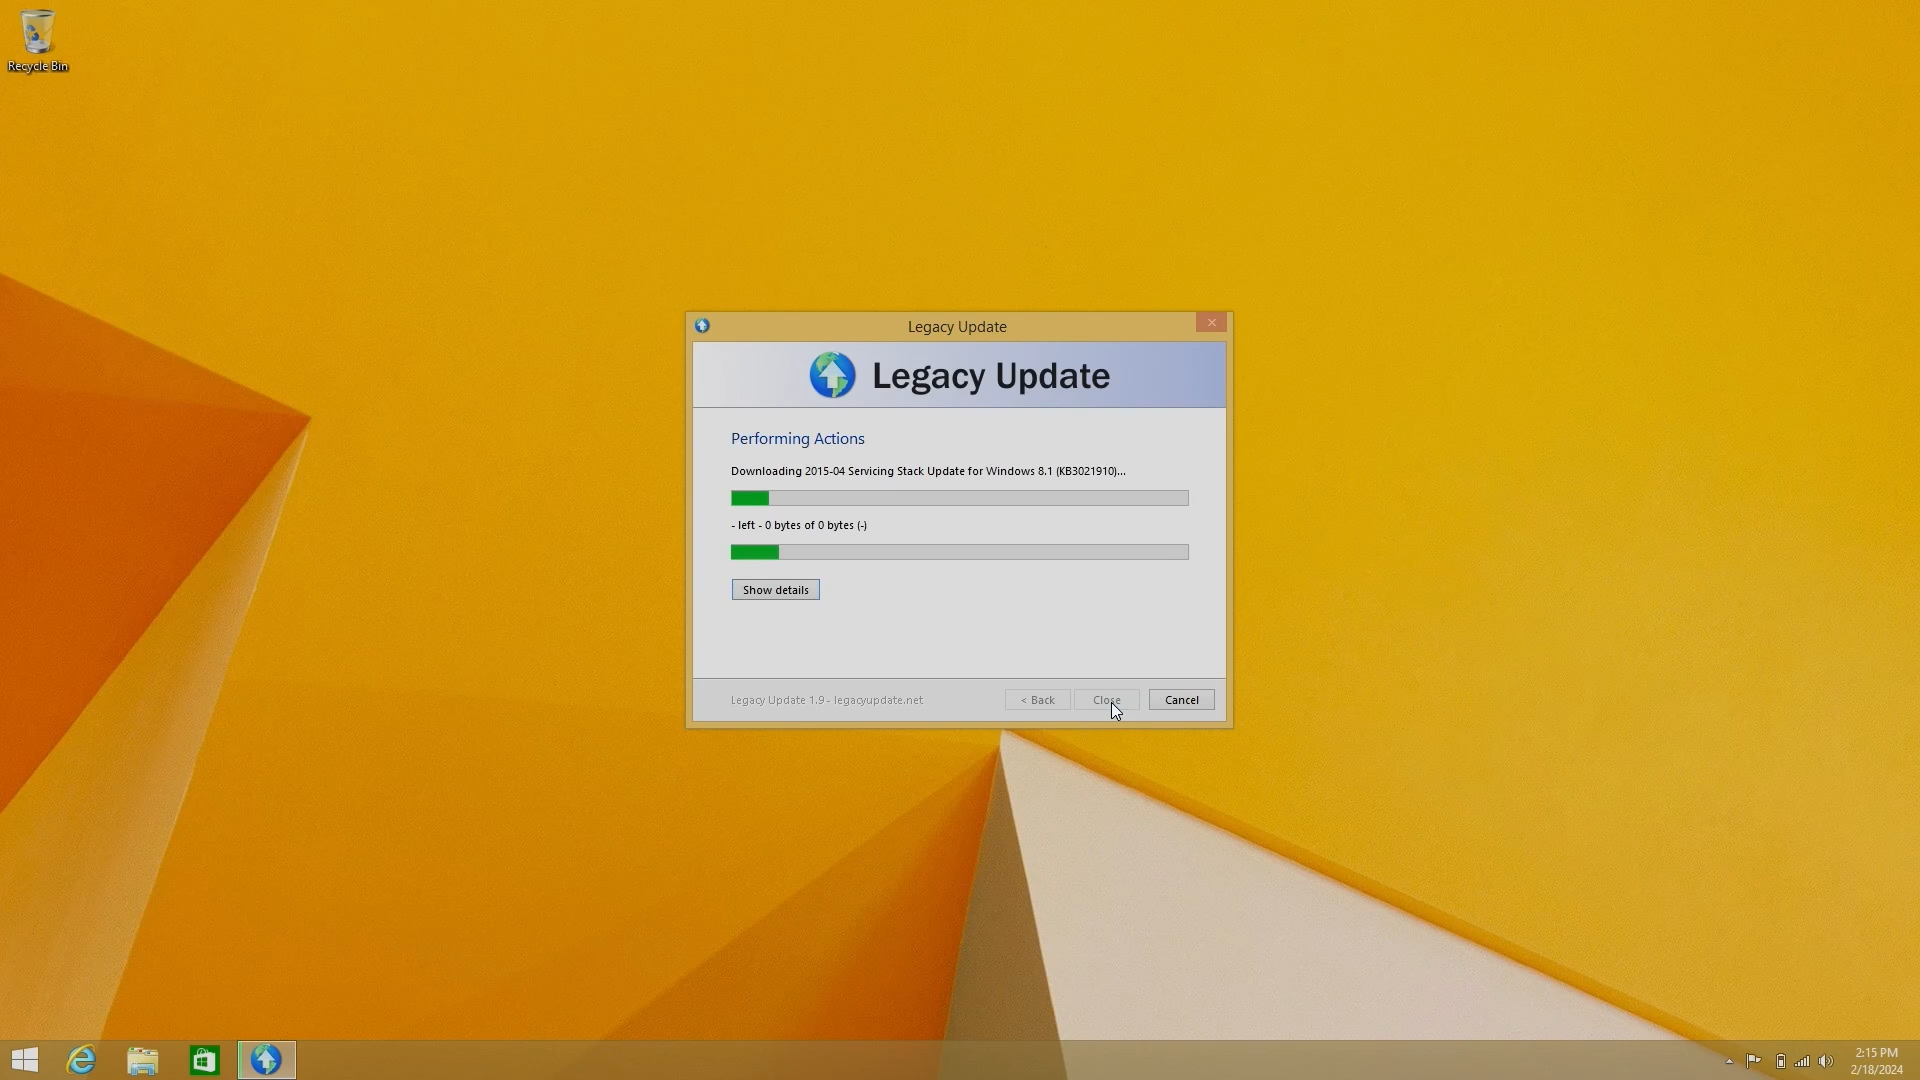 Recycle Bin
Legacy Update
Legacy Update
Performing Actions
Downloading 2015-04 Servicing Stack Update for Windows 8.1 (KB3021910)...
- left - 0 bytes of 0 bytes (-)
Show details
Legacy Update 1.9 - legacyupdate.net
< Back
Close
Cancel
2:15 PM
2/18/2024